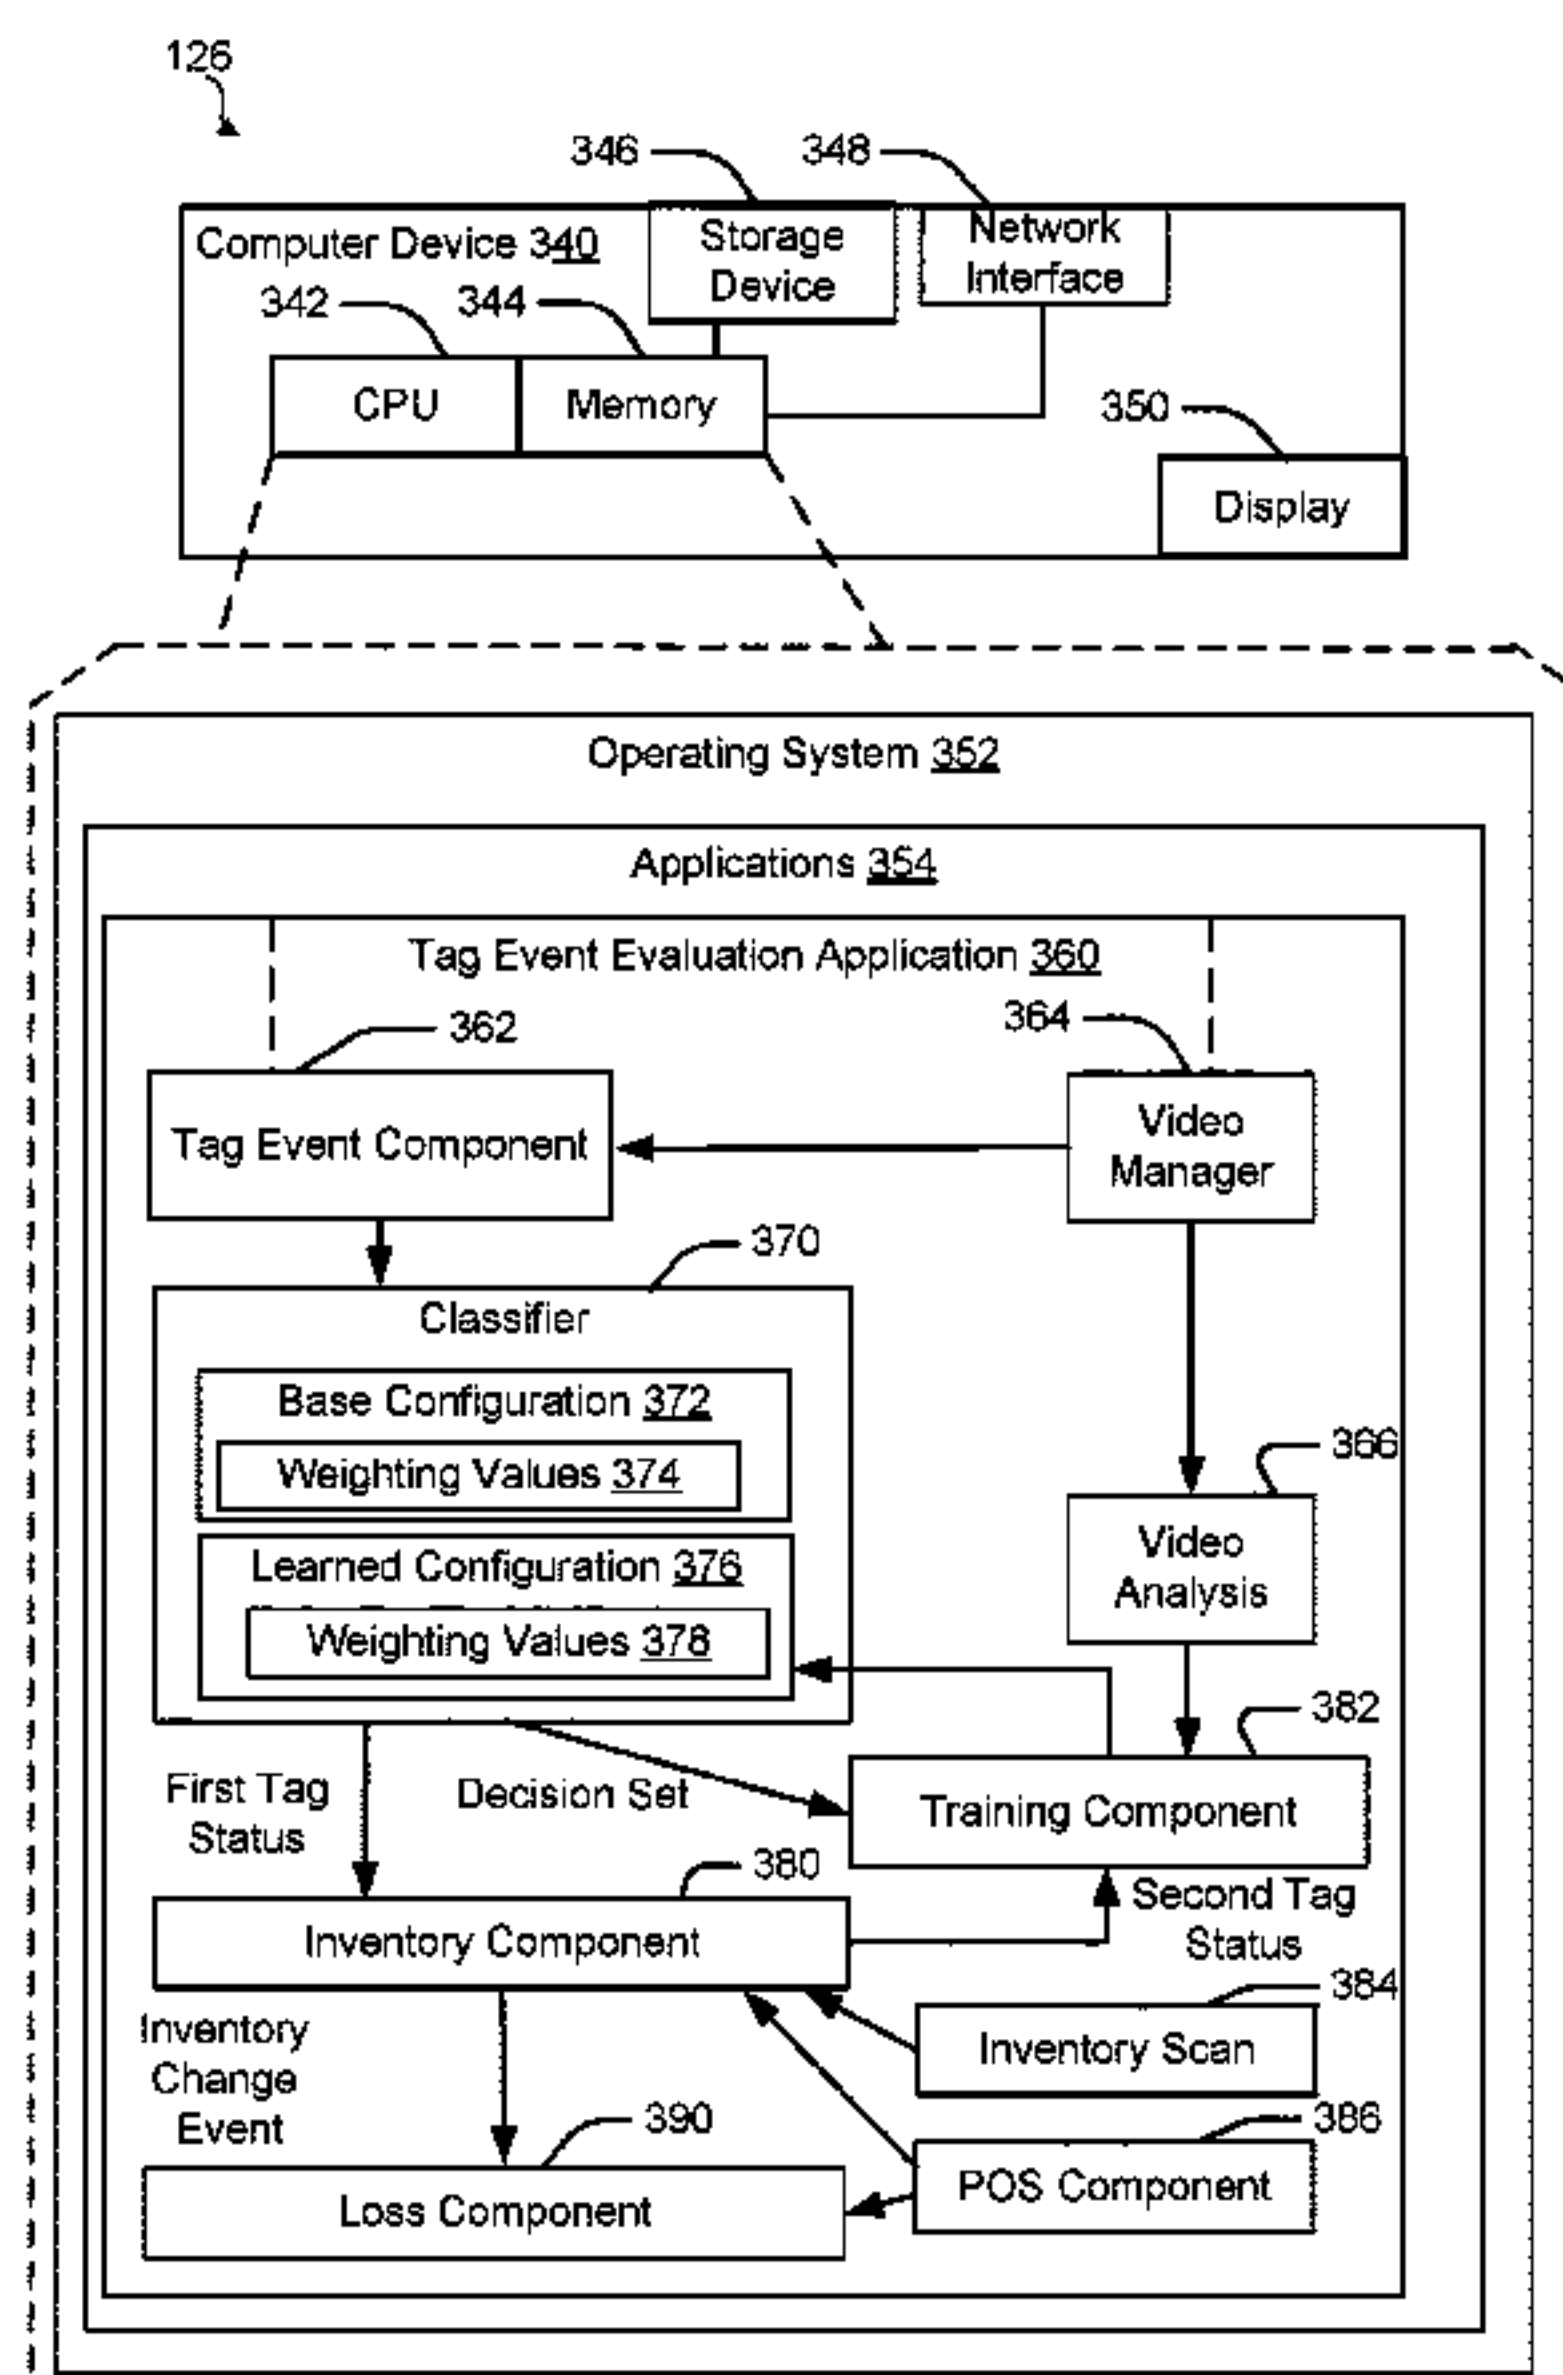 126
346
348
Computer Device 340
Storage
Device
Network
Interface
342
344
CPU
Memory
350
Display
Operating System 352
Applications 354
Tag Event Evaluation Application 360
362
364
Tag Event Component
Video
Manager
370
Classifier
Base Configuration 372
Weighting Values 374
366
Learned Configuration 376
Weighting Values 378
Video
Analysis
382
First Tag
Status
Decision Set
Training Component
380
Second Tag
Status
Inventory Component
384
Inventory
Change
Event
Inventory Scan
390
386
POS Component
Loss Component